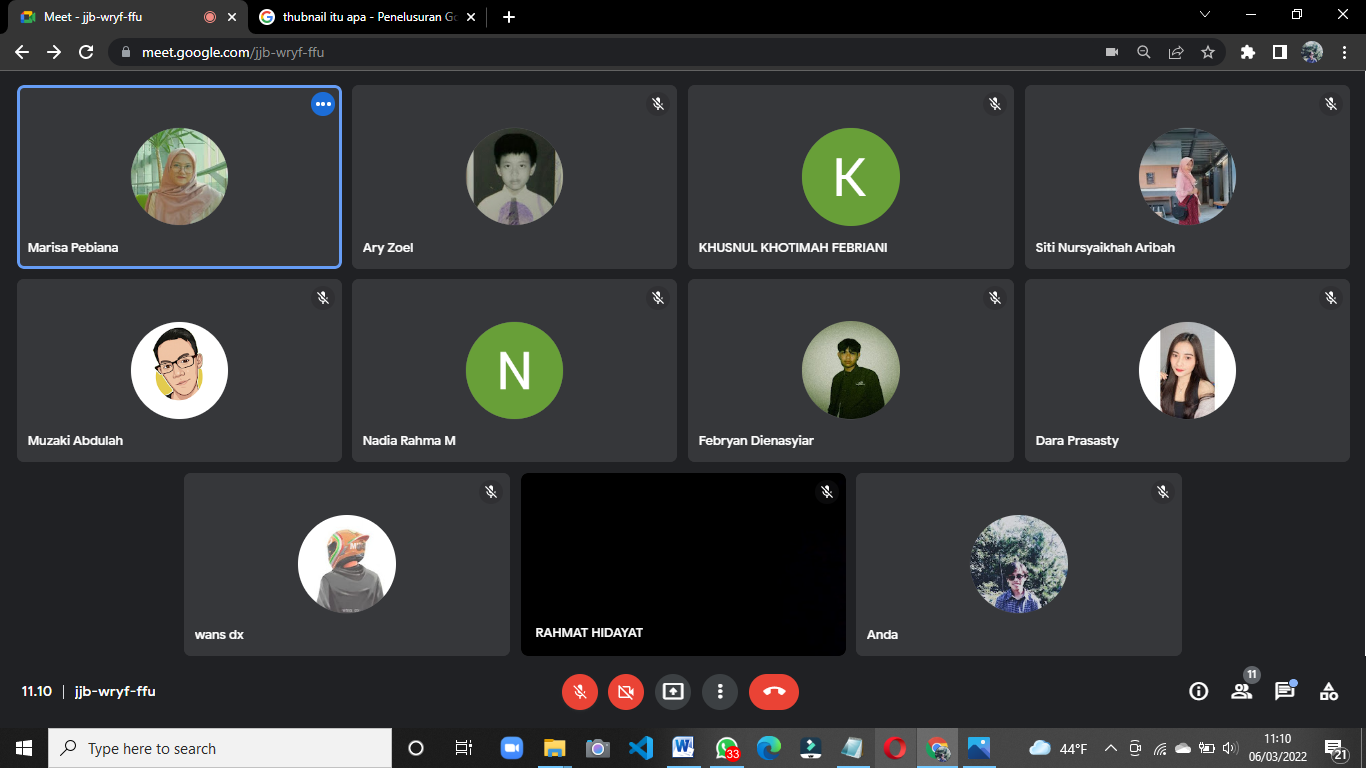 Meet - jjb-wryf-ffu
thubnail itu apa - Penelusuran Go
meet.google.com/jjb-wryf-ffu
Marisa Pebiana
Ary Zoel
K
KHUSNUL KHOTIMAH FEBRIANI
Siti Nursyaikhah Aribah
Muzaki Abdulah
N
Nadia Rahma M
Febryan Dienasyiar
Dara Prasasty
wans dx
RAHMAT HIDAYAT
Anda
11.10 | jjb-wryf-ffu
11
Type here to search
33
44°F
11:10
06/03/2022
21